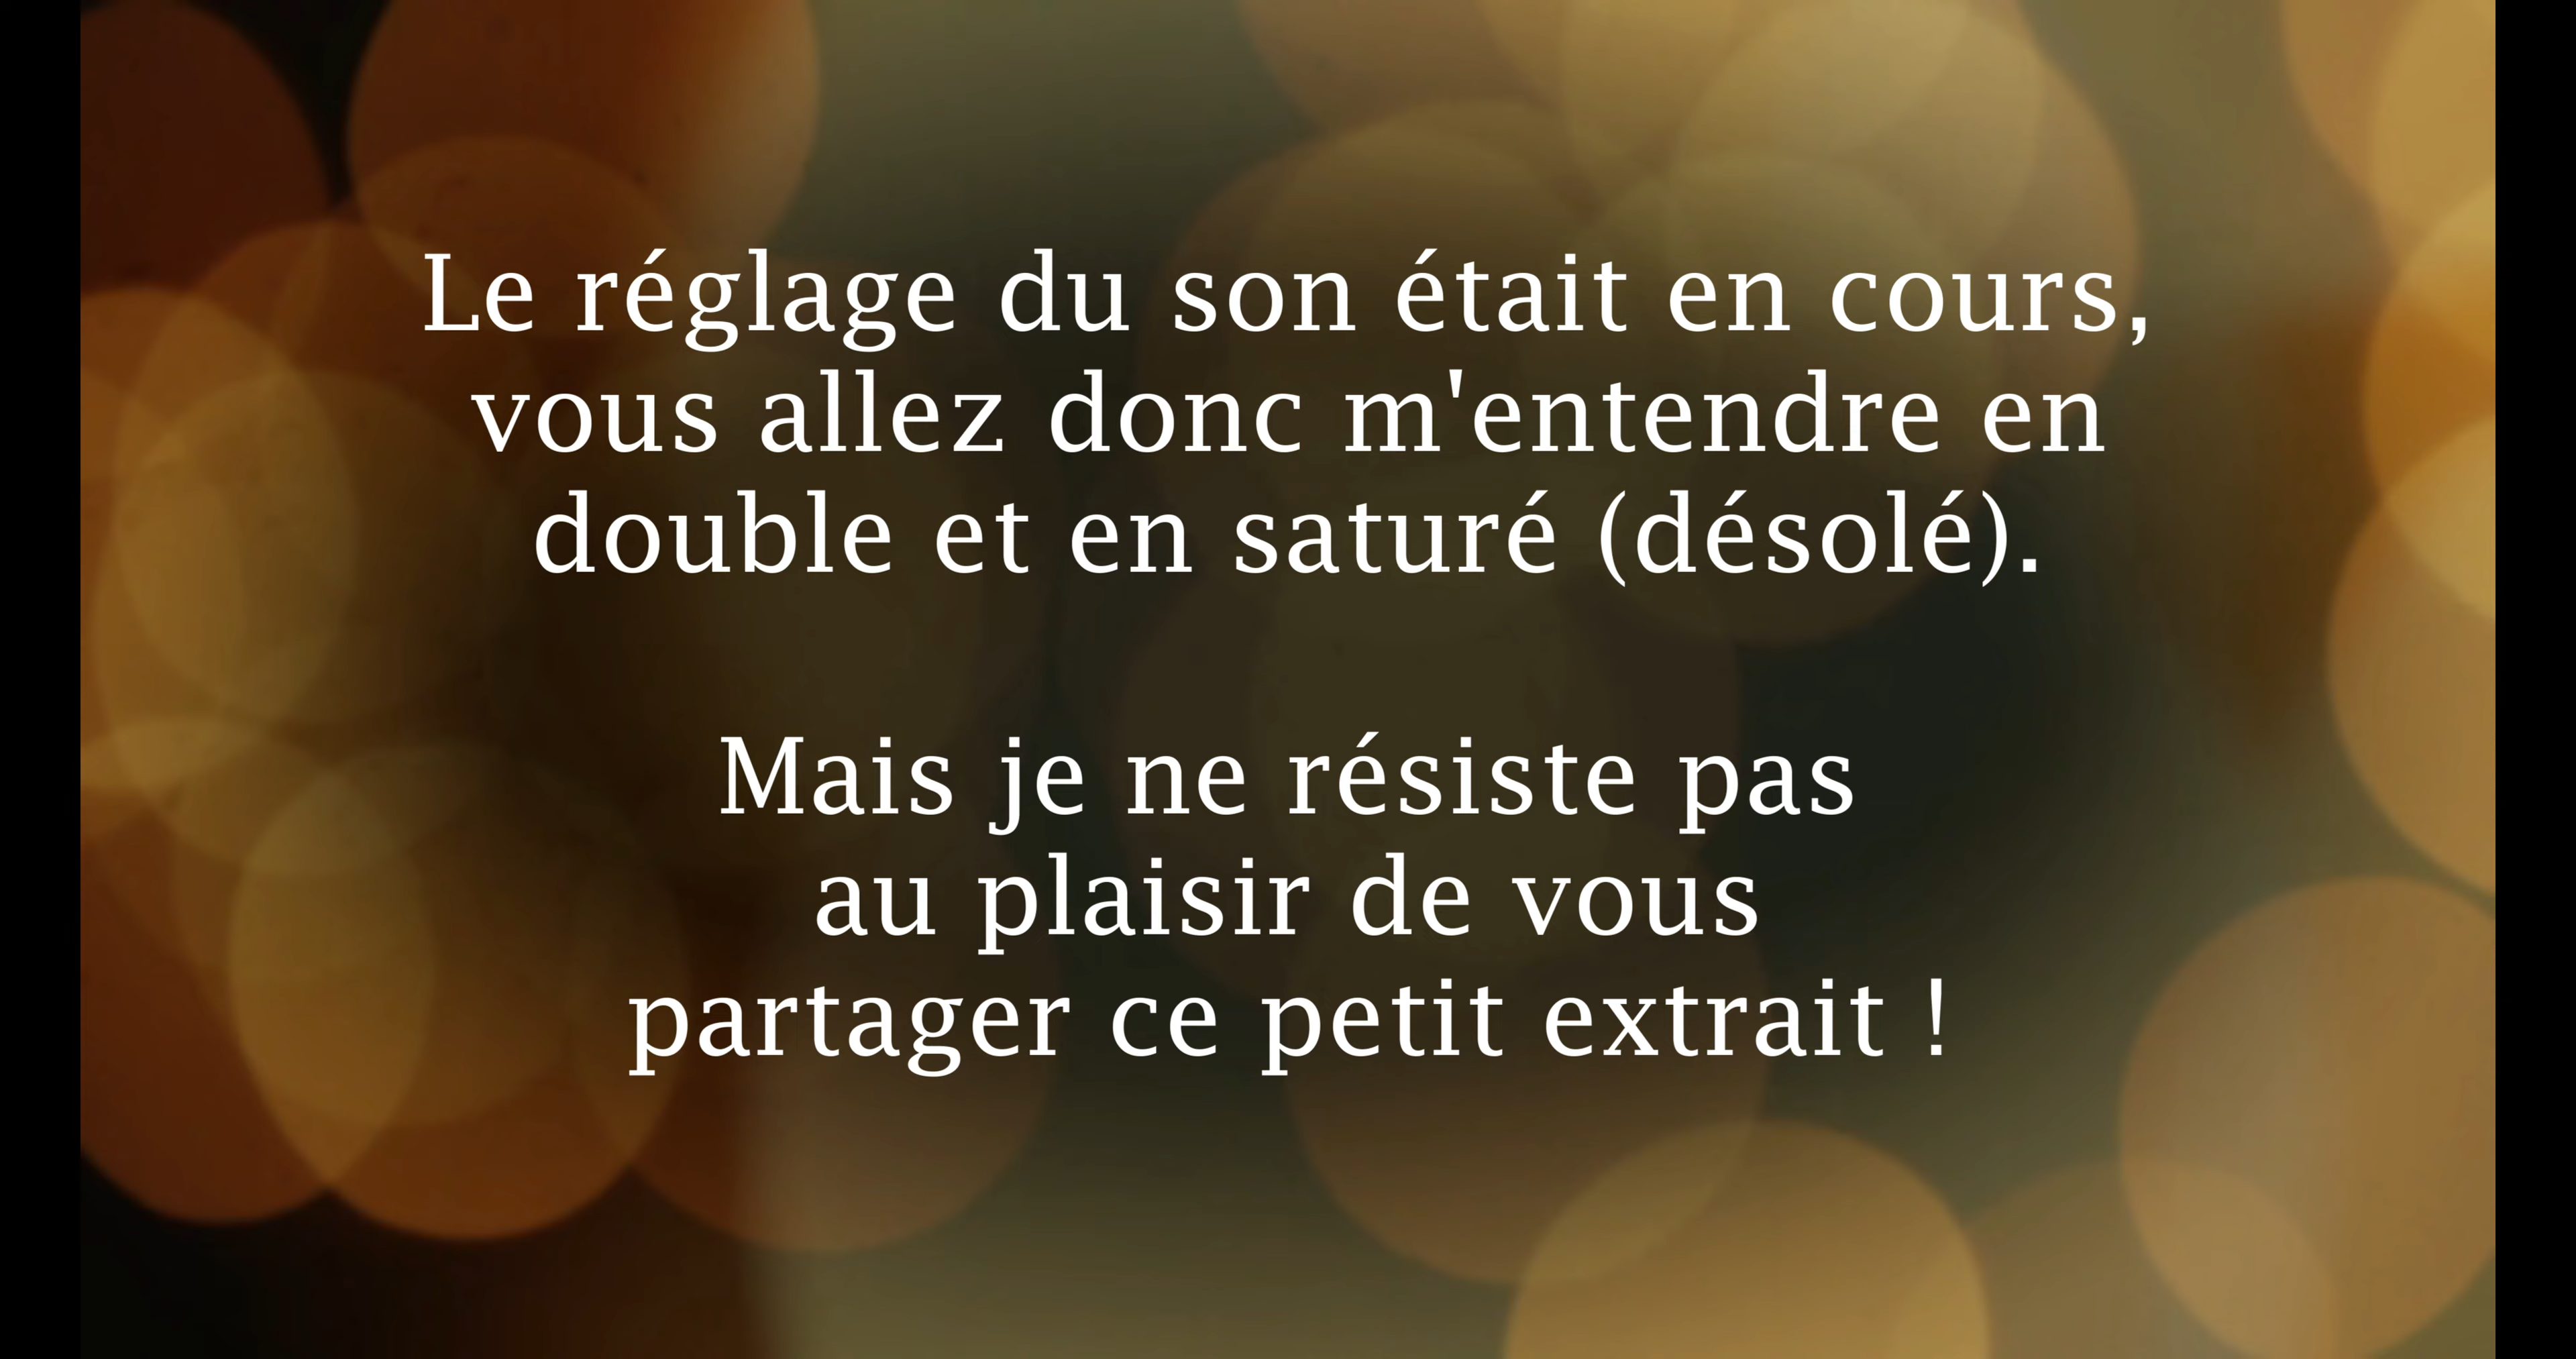 Le réglage du son était en cours,
vous allez donc m'entendre en
double et en saturé (désolé).
Mais je ne résiste pas
au plaisir de vous
partager ce petit extrait !